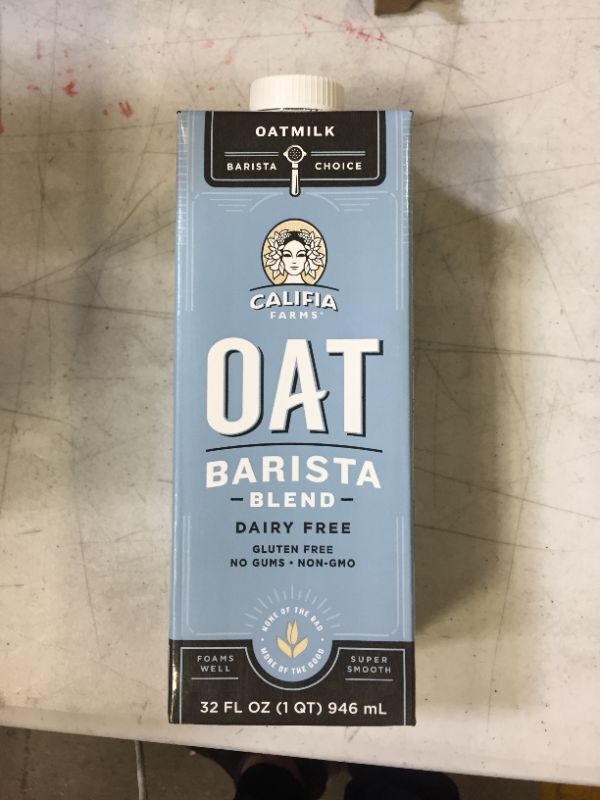 OATMILK
BARISTA CHOICE
CALIFIA
FARMS®
OAT
BARISTA
- BLEND -
DAIRY FREE
GLUTEN FREE
NO GUMS • NON-GMO
NONE OF THE BAD
• MORE OF THE GOOD •
FOAMS
WELL
SUPER
SMOOTH
32 FL OZ (1 QT) 946 mL